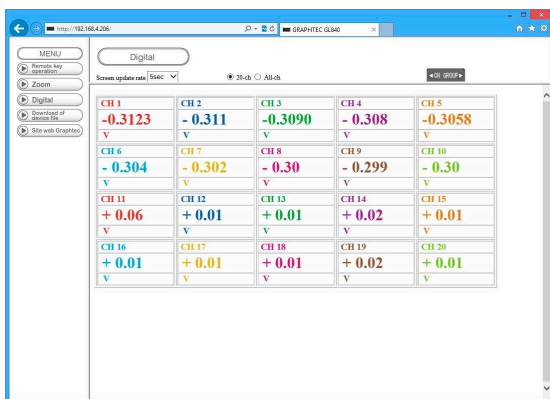 http://192.168.4.206/
GRAPHTEC GL840
MENU
Remote key operation
Zoom
Digital
Download of device file
Site web Graphtec
Digital
Screen update rate 5sec
20-ch All-ch
◄CH GROUP►
CH 1 CH 2 CH 3 CH 4 CH 5
-0.3123 - 0.311 -0.3090 - 0.308 -0.3058
V V V V V
CH 6 CH 7 CH 8 CH 9 CH 10
- 0.304 - 0.302 - 0.30 - 0.299 - 0.30
V V V V V
CH 11 CH 12 CH 13 CH 14 CH 15
+ 0.06 + 0.01 + 0.01 + 0.02 + 0.01
V V V V V
CH 16 CH 17 CH 18 CH 19 CH 20
+ 0.01 + 0.01 + 0.01 + 0.02 + 0.01
V V V V V